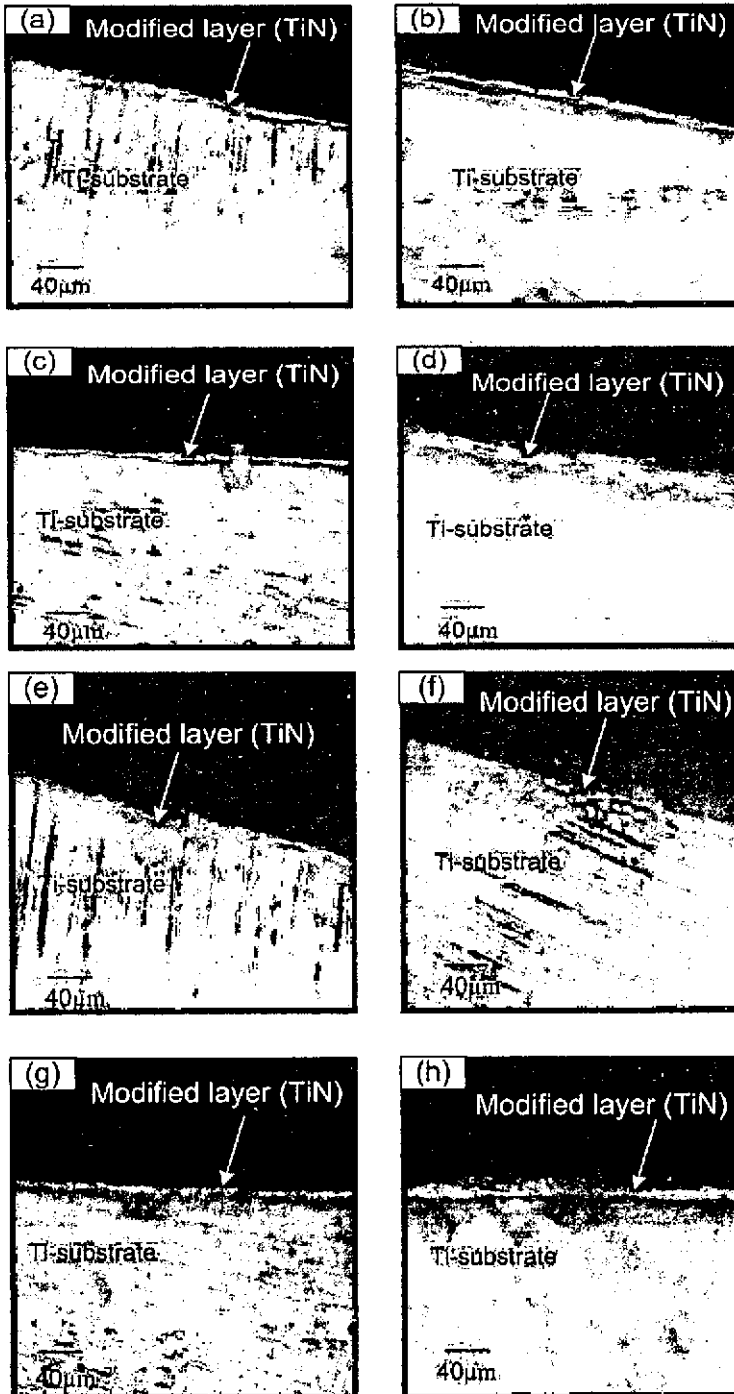 (a)
Modified layer (TiN)
Ti-substrate
40µm
(b)
Modified layer (TiN)
Ti-substrate
40µm
(c)
Modified layer (TiN)
Ti-substrate
40µm
(d)
Modified layer (TiN)
Ti-substrate
40µm
(e)
Modified layer (TiN)
i-substrate
40µm
(f)
Modified layer (TiN)
Ti-substrate
40µm
(g)
Modified layer (TiN)
Ti-substrate
40µm
(h)
Modified layer (TiN)
Ti-substrate
40µm